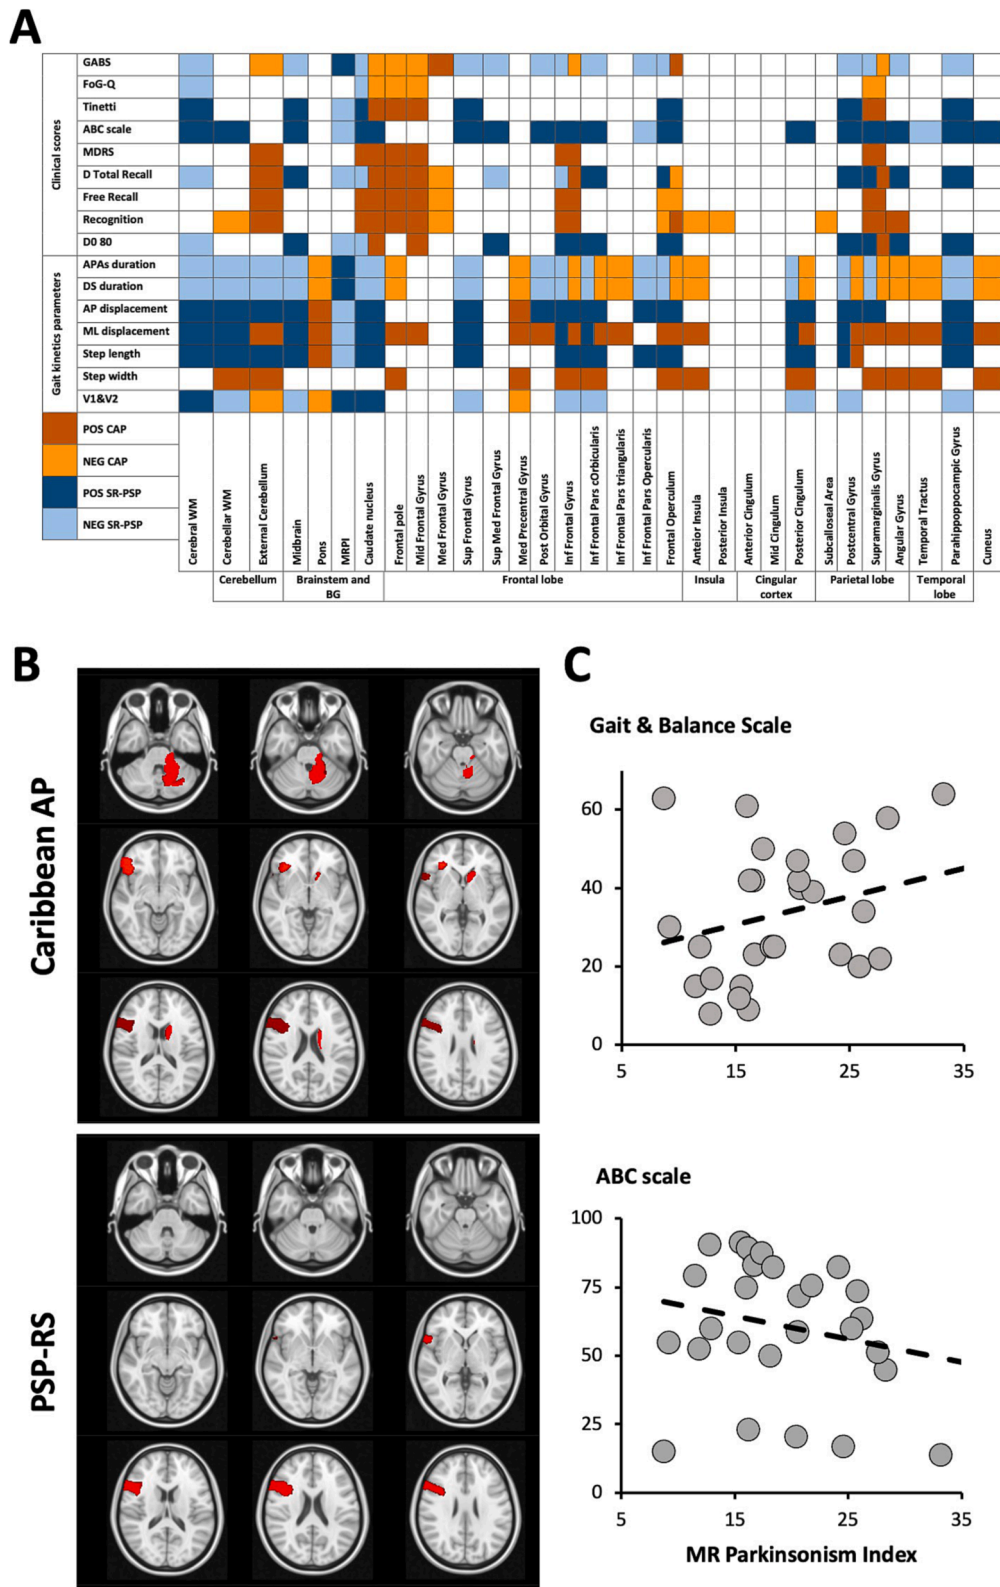 A
Clinical scores
GABS
FoG-Q
Tinetti
ABC scale
MDRS
D Total Recall
Free Recall
Recognition
D0 80
Gait kinetics parameters
APAs duration
DS duration
AP displacement
ML displacement
Step length
Step width
V1&V2
POS CAP
NEG CAP
POS SR-PSP
NEG SR-PSP
Cerebral WM
Cerebellar WM
External Cerebellum
Midbrain
Pons
MRPI
Caudate nucleus
Frontal pole
Mid Frontal Gyrus
Med Frontal Gyrus
Sup Frontal Gyrus
Sup Med Frontal Gyrus
Med Precentral Gyrus
Post Orbital Gyrus
Inf Frontal Gyrus
Inf Frontal Pars cOrbicularis
Inf Frontal Pars triangularis
Inf Frontal Pars Opercularis
Frontal Operculum
Anteior Insula
Posterior Insula
Anterior Cingulum
Mid Cingulum
Posterior Cingulum
Subcalloseal Area
Postcentral Gyrus
Supramarginalis Gyrus
Angular Gyrus
Temporal Tractus
Parahippoppocampic Gyrus
Cuneus
Cerebellum
Brainstem and
BG
Frontal lobe
Insula
Cingular
cortex
Parietal lobe
Temporal
lobe
B
Caribbean AP
PSP-RS
C
Gait & Balance Scale
60
40
20
0
5
15
25
35
ABC scale
100
75
50
25
0
5
15
25
35
MR Parkinsonism Index